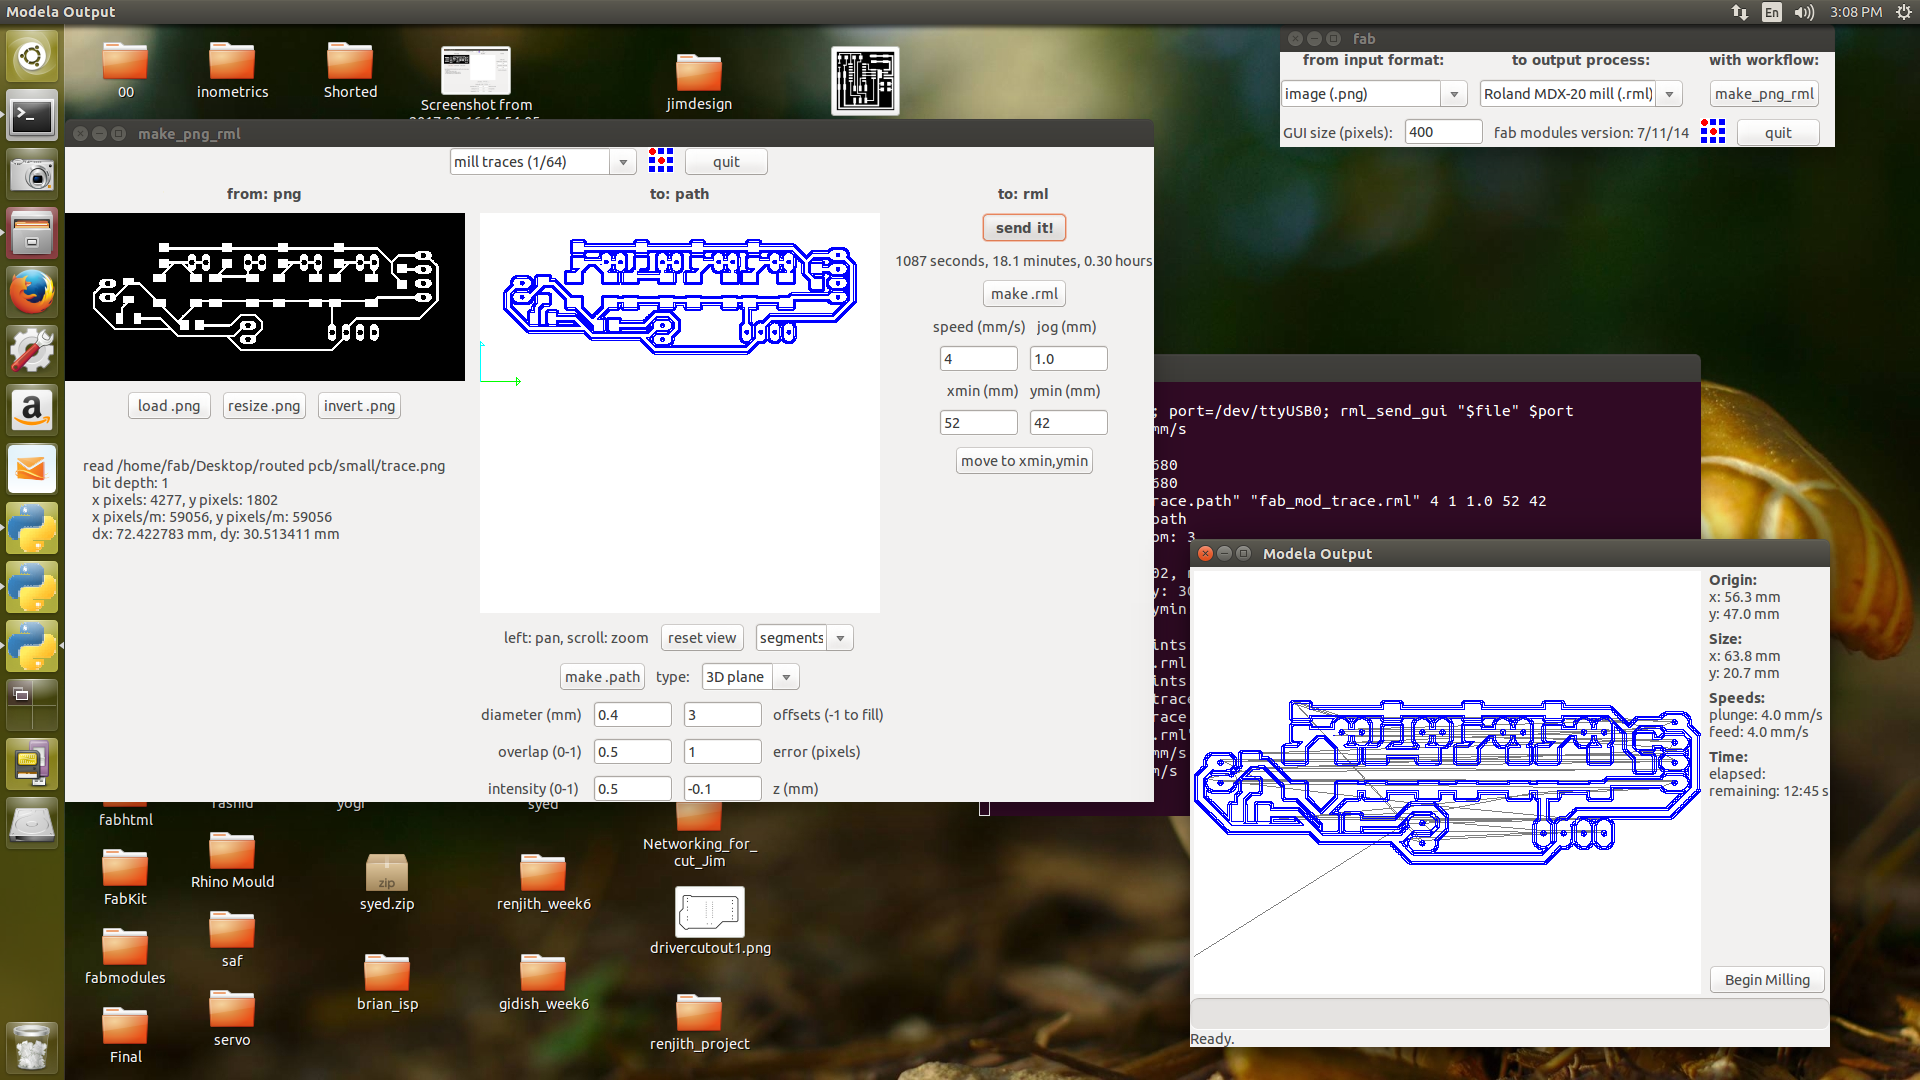 Modela Output
En
3:08 PM
00
inometrics
Shorted
Screenshot from
jimdesign
fab
from input format:
to output process:
with workflow:
image (.png)
Roland MDX-20 mill (.rml)
make_png_rml
GUI size (pixels):
400
fab modules version: 7/11/14
quit
make_png_rml
mill traces (1/64)
quit
from: png
to: path
to: rml
send it!
1087 seconds, 18.1 minutes, 0.30 hours
make .rml
speed (mm/s)
jog (mm)
4
1.0
xmin (mm)
ymin (mm)
52
42
move to xmin,ymin
load .png
resize .png
invert .png
read /home/fab/Desktop/routed pcb/small/trace.png
bit depth: 1
x pixels: 4277, y pixels: 1802
x pixels/m: 59056, y pixels/m: 59056
dx: 72.422783 mm, dy: 30.513411 mm
left: pan, scroll: zoom
reset view
segments
make .path
type:
3D plane
diameter (mm)
0.4
3
offsets (-1 to fill)
overlap (0-1)
0.5
1
error (pixels)
intensity (0-1)
0.5
-0.1
z (mm)
; port=/dev/ttyUSB0; rml_send_gui "$file" $port
mm/s
680
680
race.path" "fab_mod_trace.rml" 4 1 1.0 52 42
path
om: 3
02,
y: 30
ymin
ints
.rml
ints
trace
race
.rml"
mm/s
/s
Modela Output
Origin:
x: 56.3 mm
y: 47.0 mm
Size:
x: 63.8 mm
y: 20.7 mm
Speeds:
plunge: 4.0 mm/s
feed: 4.0 mm/s
Time:
elapsed:
remaining: 12:45 s
Begin Milling
Ready.
fabhtml
rashid
yogi
syed
Networking_for_
cut_Jim
FabKit
Rhino Mould
zip
syed.zip
renjith_week6
drivercutout1.png
fabmodules
saf
brian_isp
gidish_week6
Final
servo
renjith_project